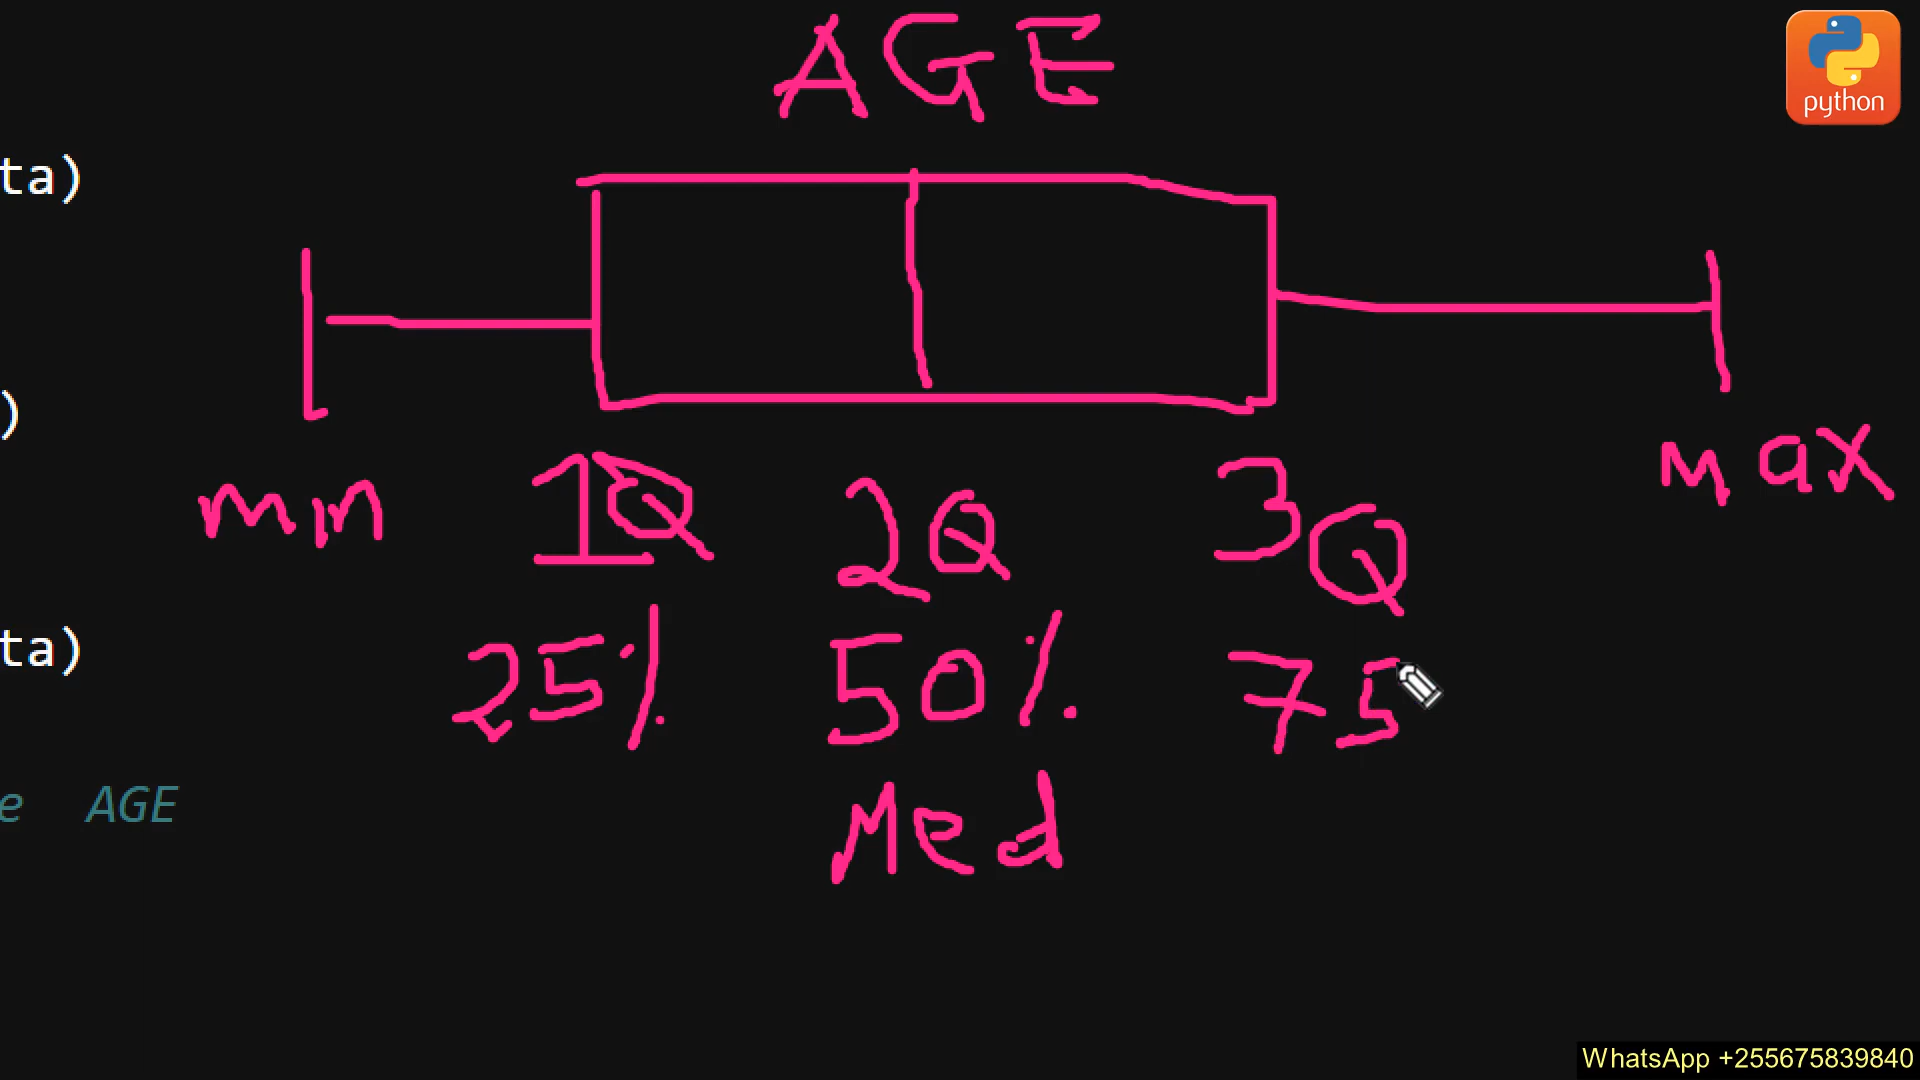 AGE
python
ta)
)
min 1Q 2Q 3Q Max
ta)
25% 50% 75
e AGE
Med
WhatsApp +255675839840